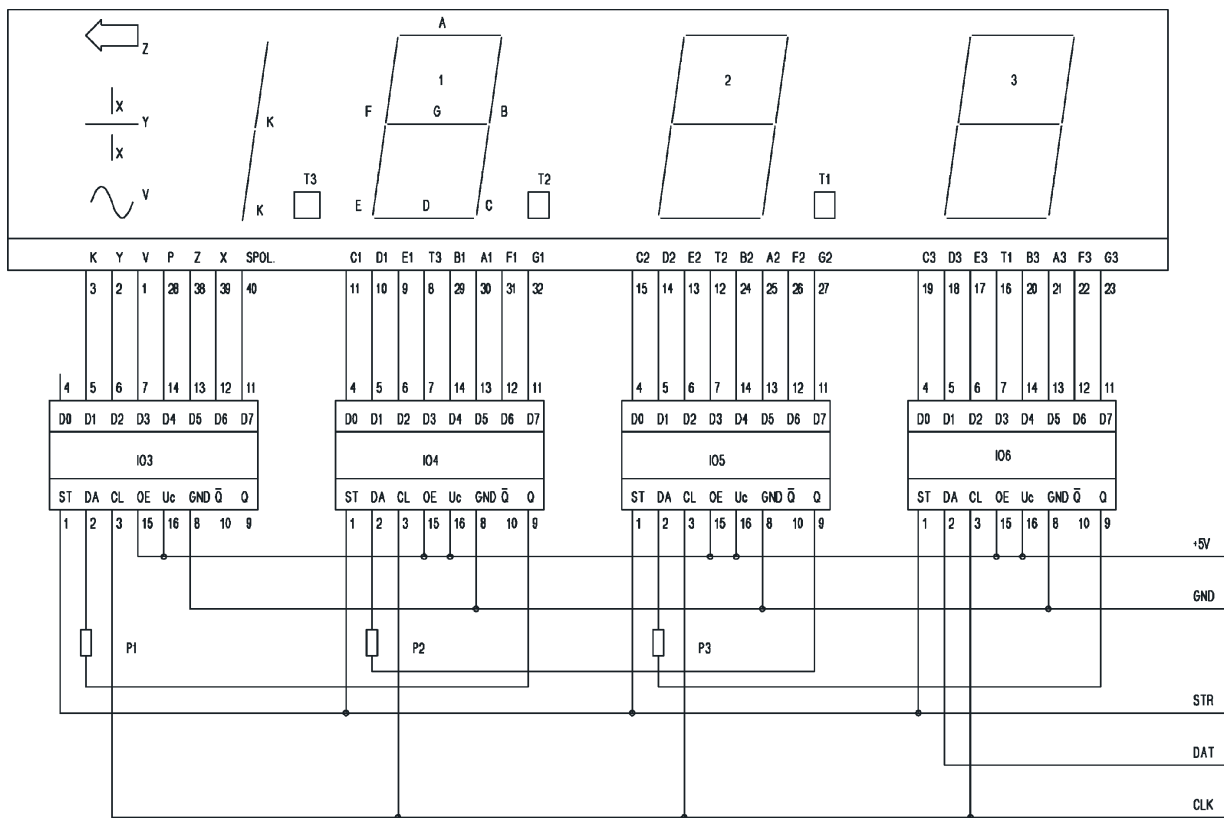 A
Z
1 2 3
X
F G B
Y K
X
T3 T2 T1
V
K E D C
K Y V P Z X SPOL. C1 D1 E1 T3 B1 A1 F1 G1 C2 D2 E2 T2 B2 A2 F2 G2 C3 D3 E3 T1 B3 A3 F3 G3
3 2 1 28 38 39 40 11 10 9 8 29 30 31 32 15 14 13 12 24 25 26 27 19 18 17 16 20 21 22 23
4 5 6 7 14 13 12 11 4 5 6 7 14 13 12 11 4 5 6 7 14 13 12 11 4 5 6 7 14 13 12 11
D0 D1 D2 D3 D4 D5 D6 D7 D0 D1 D2 D3 D4 D5 D6 D7 D0 D1 D2 D3 D4 D5 D6 D7 D0 D1 D2 D3 D4 D5 D6 D7
IO3 IO4 IO5 IO6
ST DA CL OE Uc GND Q̅ Q ST DA CL OE Uc GND Q̅ Q ST DA CL OE Uc GND Q̅ Q ST DA CL OE Uc GND Q̅ Q
1 2 3 15 16 8 10 9 1 2 3 15 16 8 10 9 1 2 3 15 16 8 10 9 1 2 3 15 16 8 10 9
+5V
GND
P1 P2 P3
STR
DAT
CLK